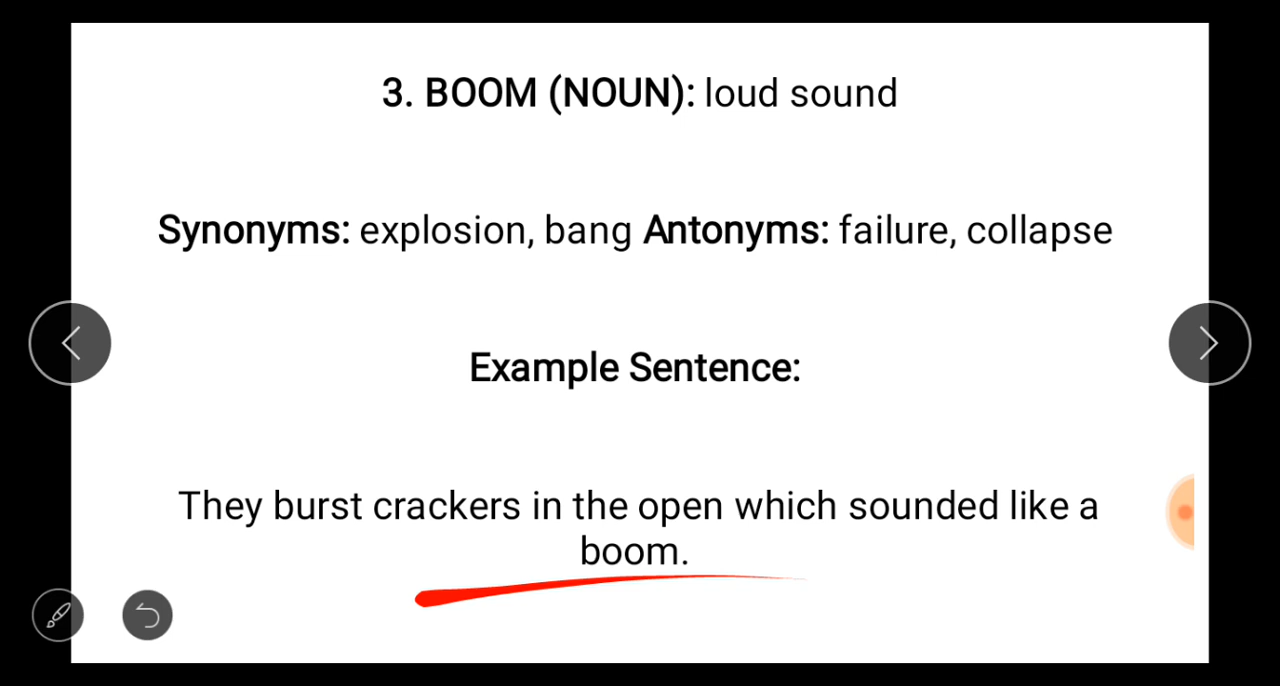 3. BOOM (NOUN): loud sound
Synonyms: explosion, bang Antonyms: failure, collapse
Example Sentence:
They burst crackers in the open which sounded like a
boom.